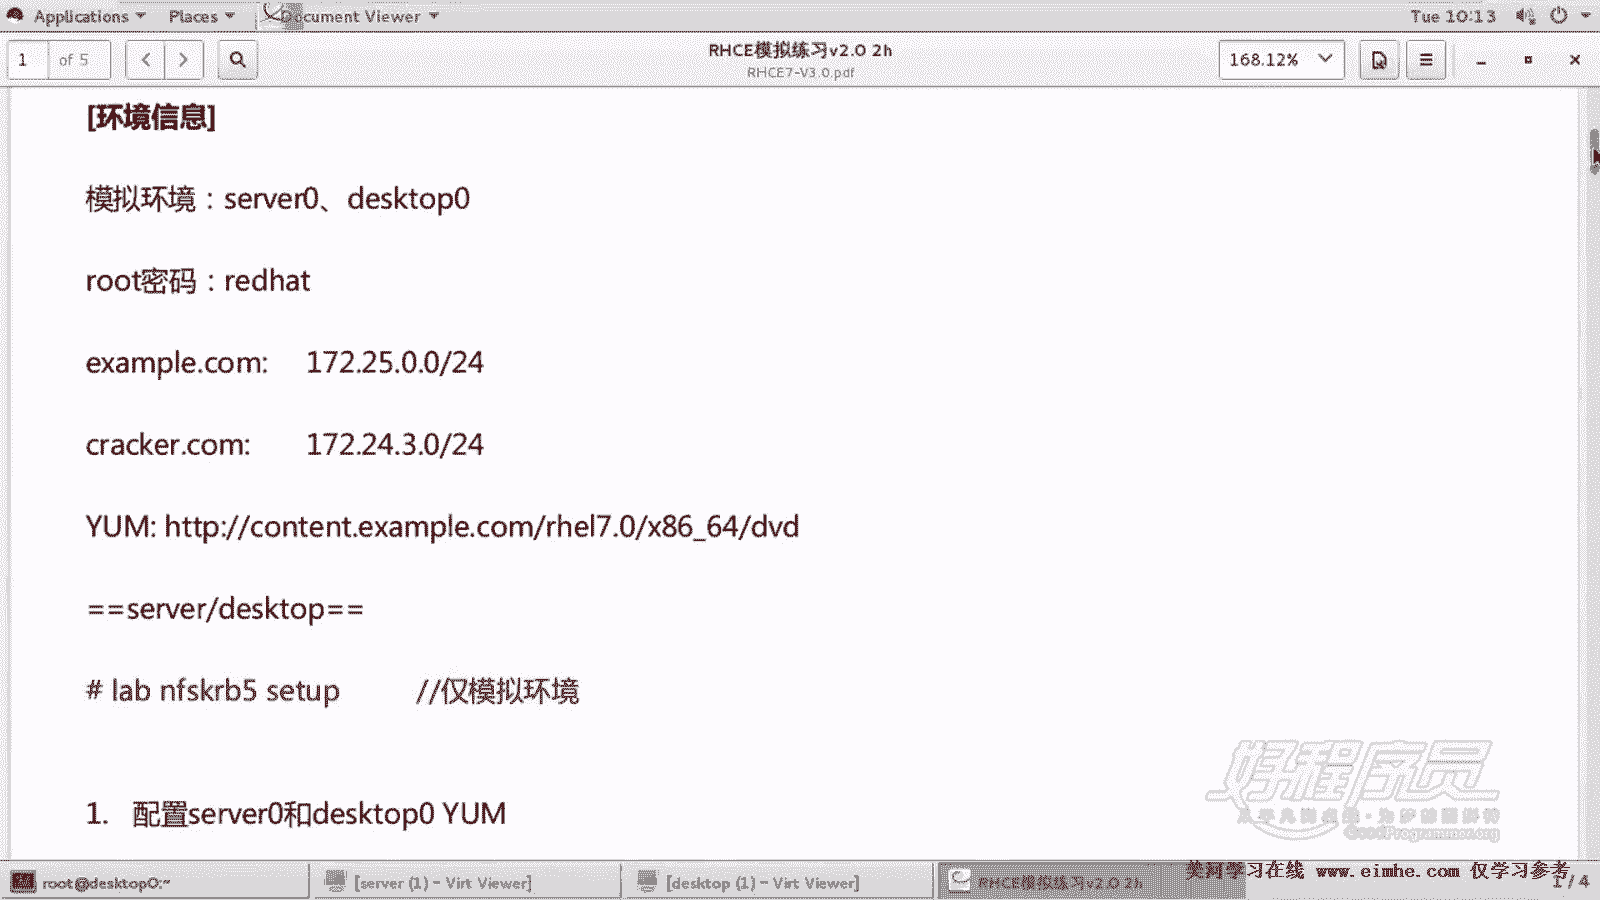 Applications Places Document Viewer Tue 10:13
1 of 5 RHCE模拟练习v2.0 2h 168.12%
RHCE7-V3.0.pdf
[环境信息]
模拟环境：server0、desktop0
root密码：redhat
example.com: 172.25.0.0/24
cracker.com: 172.24.3.0/24
YUM: http://content.example.com/rhel7.0/x86_64/dvd
==server/desktop==
# lab nfskrb5 setup //仅模拟环境
1. 配置server0和desktop0 YUM
好程序员
GoodProgrammer.org
root@desktop0:~ [server (1) - Virt Viewer] [desktop (1) - Virt Viewer] RHCE模拟练习v2.0 2h 1 / 4
美河学习在线 www.eimhe.com 仅学习参考